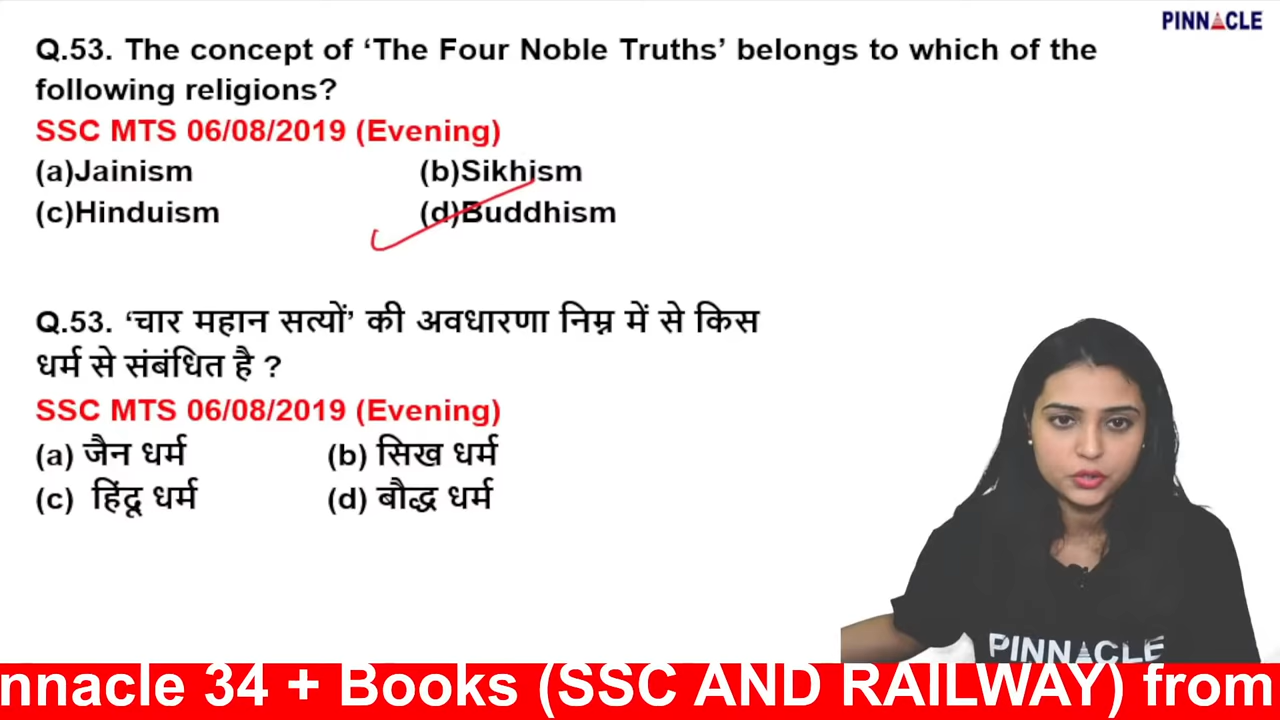 PINNACLE
Q.53. The concept of ‘The Four Noble Truths’ belongs to which of the
following religions?
SSC MTS 06/08/2019 (Evening)
(a)Jainism (b)Sikhism
(c)Hinduism (d)Buddhism
Q.53. ‘चार महान सत्यों’ की अवधारणा निम्न में से किस
धर्म से संबंधित है ?
SSC MTS 06/08/2019 (Evening)
(a) जैन धर्म (b) सिख धर्म
(c) हिंदू धर्म (d) बौद्ध धर्म
PINNACLE
nnacle 34 + Books (SSC AND RAILWAY) from